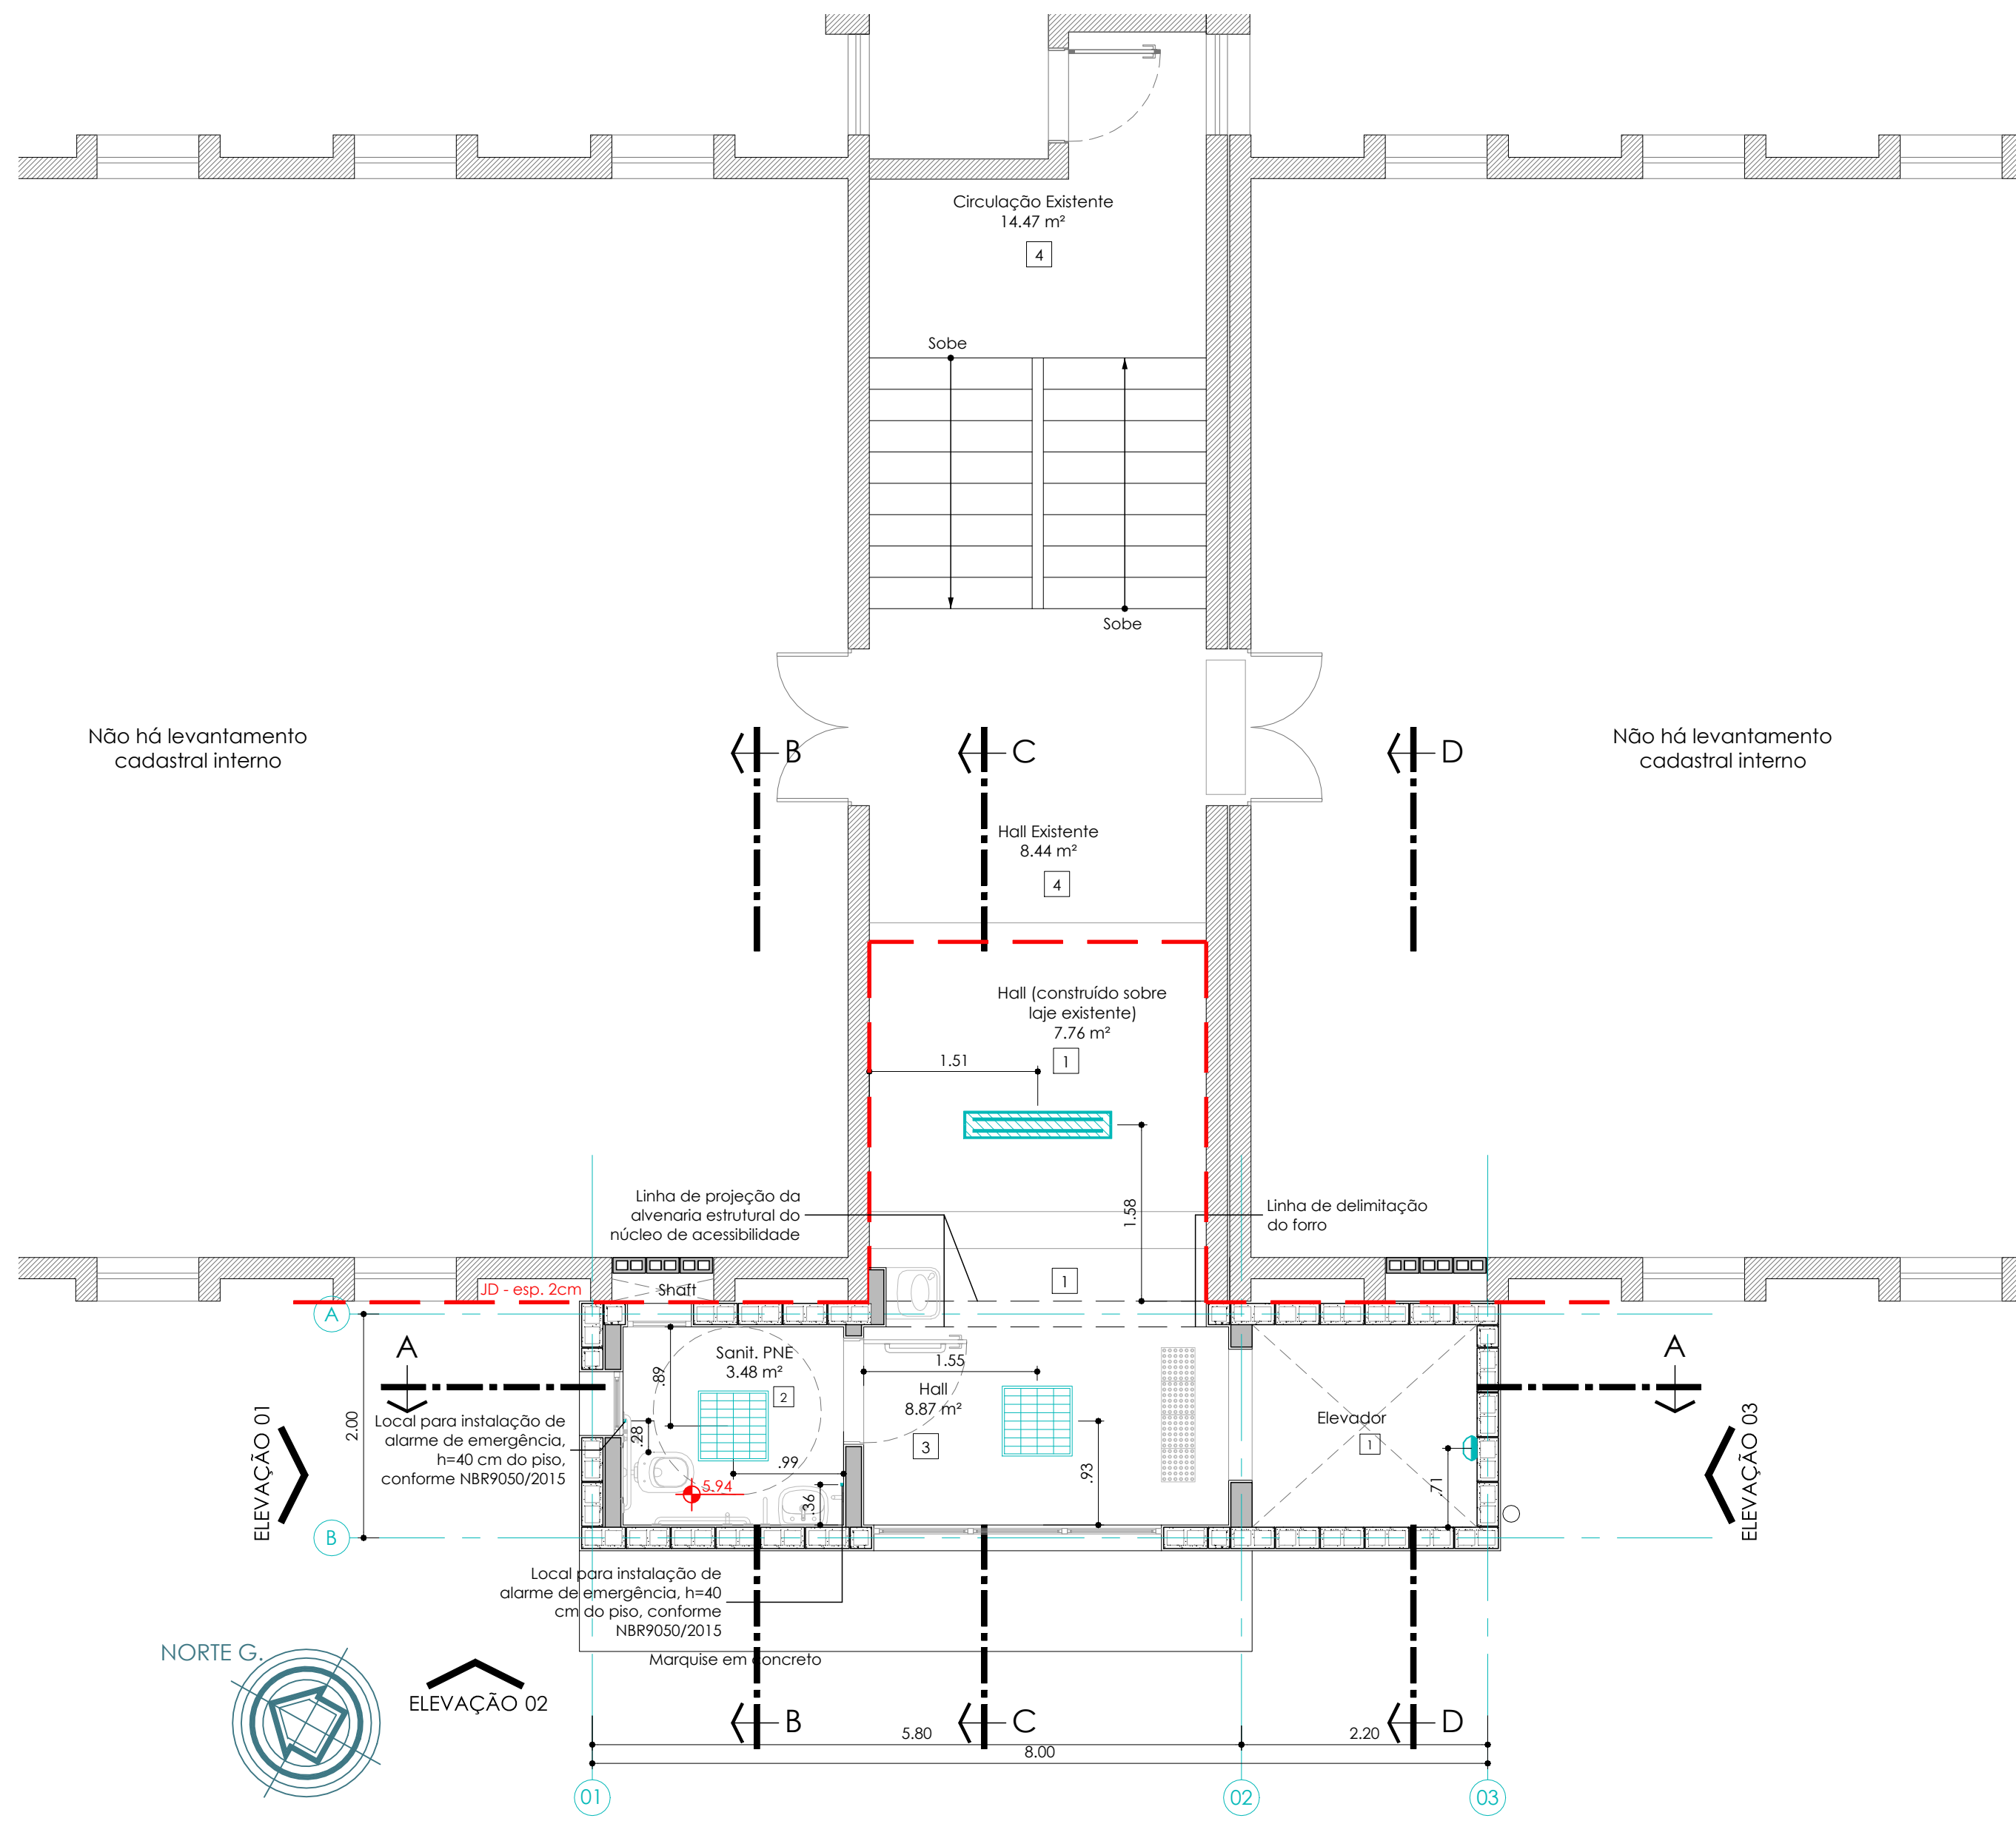 Circulação Existente
14.47 m²
4
Sobe
Sobe
Não há levantamento
cadastral interno
B
C
D
Não há levantamento
cadastral interno
Hall Existente
8.44 m²
4
Hall (construído sobre
laje existente)
7.76 m²
1
1.51
1.58
Linha de projeção da
alvenaria estrutural do
núcleo de acessibilidade
Linha de delimitação
do forro
JD - esp. 2cm
Shaft
1
A
A
A
Sanit. PNE
3.48 m²
2
.89
1.55
Hall
8.87 m²
3
Elevador
1
2.00
Local para instalação de
alarme de emergência,
h=40 cm do piso,
conforme NBR9050/2015
.28
.99
.93
.71
5.94
.36
ELEVAÇÃO 01
ELEVAÇÃO 03
B
Local para instalação de
alarme de emergência, h=40
cm do piso, conforme
NBR9050/2015
Marquise em concreto
NORTE G.
ELEVAÇÃO 02
B
C
D
5.80
2.20
8.00
01
02
03